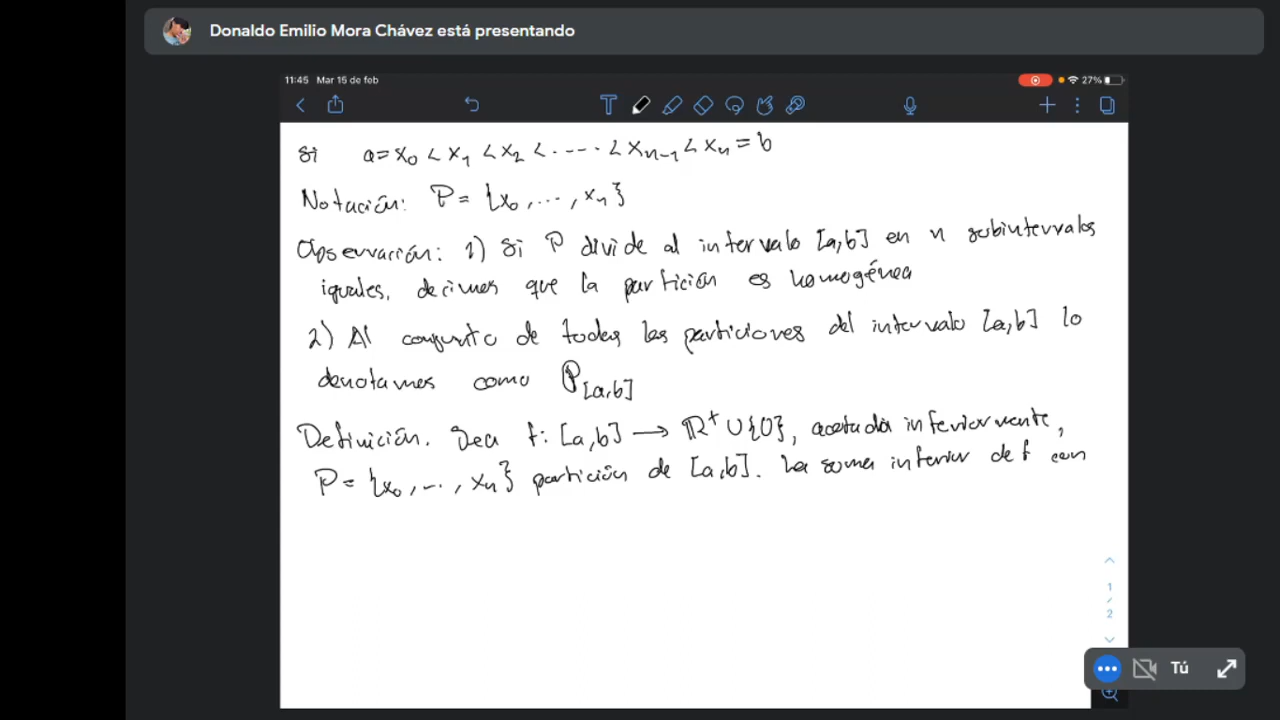 Donaldo Emilio Mora Chávez está presentando
11:45 Mar 15 de feb
27%
Si a = x₀ < x₁ < x₂ < ..... < xₙ₋₁ < xₙ = b
Notación: P = {x₀, ..., xₙ}
Observación: 1) Si P divide al intervalo [a,b] en n subintervalos
iguales, decimos que la partición es homogénea
2) Al conjunto de todas las particiones del intervalo [a,b] lo
denotamos como P[a,b]
Definición. Sea f: [a,b] → ℝ⁺ ∪ {0}, acotada inferiormente,
P = {x₀, ..., xₙ} partición de [a,b]. La suma inferior de f con
1
/
2
Tú